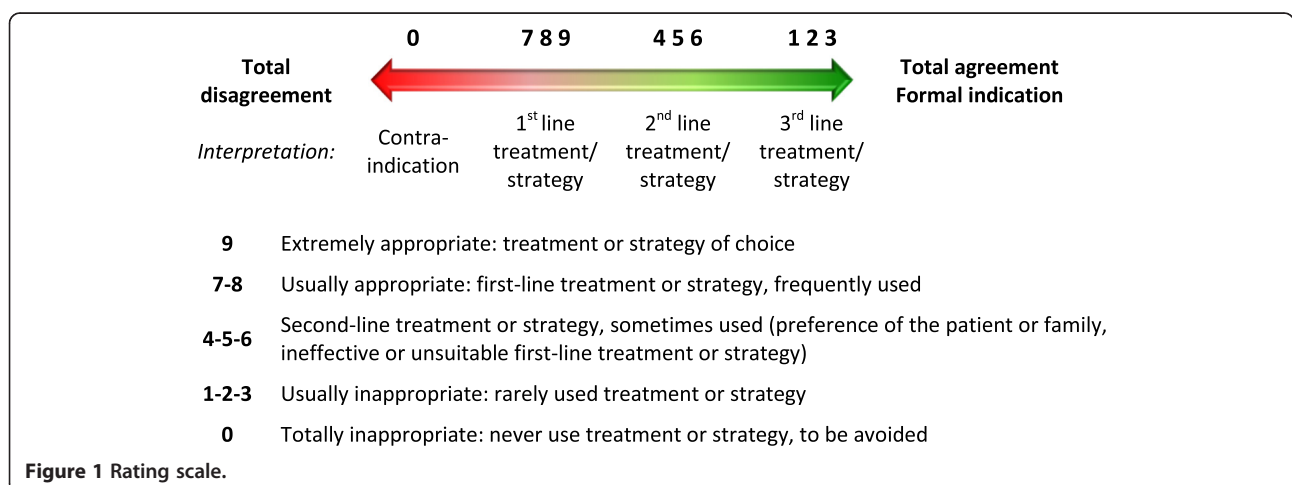 0 7 8 9 4 5 6 1 2 3
Total
disagreement
Total agreement
Formal indication
Interpretation:
Contra-
indication
1st line
treatment/
strategy
2nd line
treatment/
strategy
3rd line
treatment/
strategy
9 Extremely appropriate: treatment or strategy of choice
7-8 Usually appropriate: first-line treatment or strategy, frequently used
4-5-6 Second-line treatment or strategy, sometimes used (preference of the patient or family,
ineffective or unsuitable first-line treatment or strategy)
1-2-3 Usually inappropriate: rarely used treatment or strategy
0 Totally inappropriate: never use treatment or strategy, to be avoided
Figure 1 Rating scale.